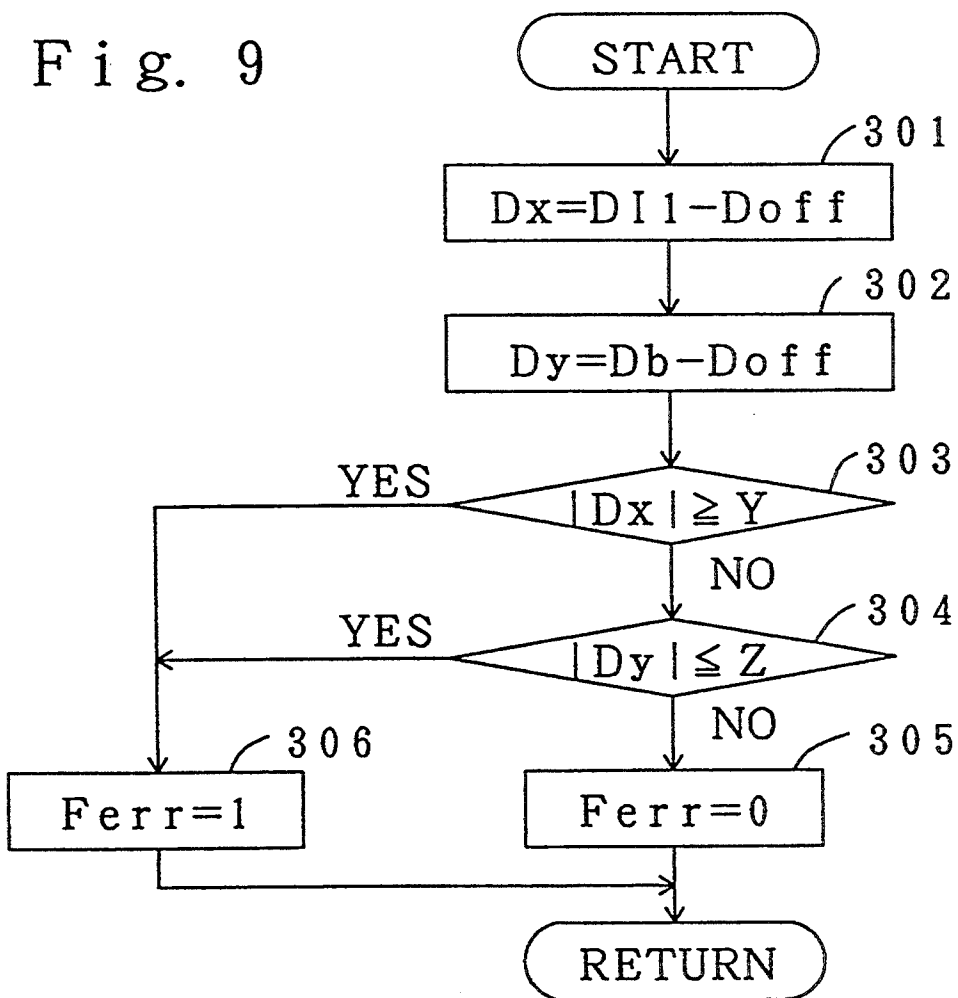 Fig. 9
START
301
Dx=DI1-Doff
302
Dy=Db-Doff
303
YES
|Dx|≧Y
NO
304
YES
|Dy|≦Z
NO
306
305
Ferr=1
Ferr=0
RETURN